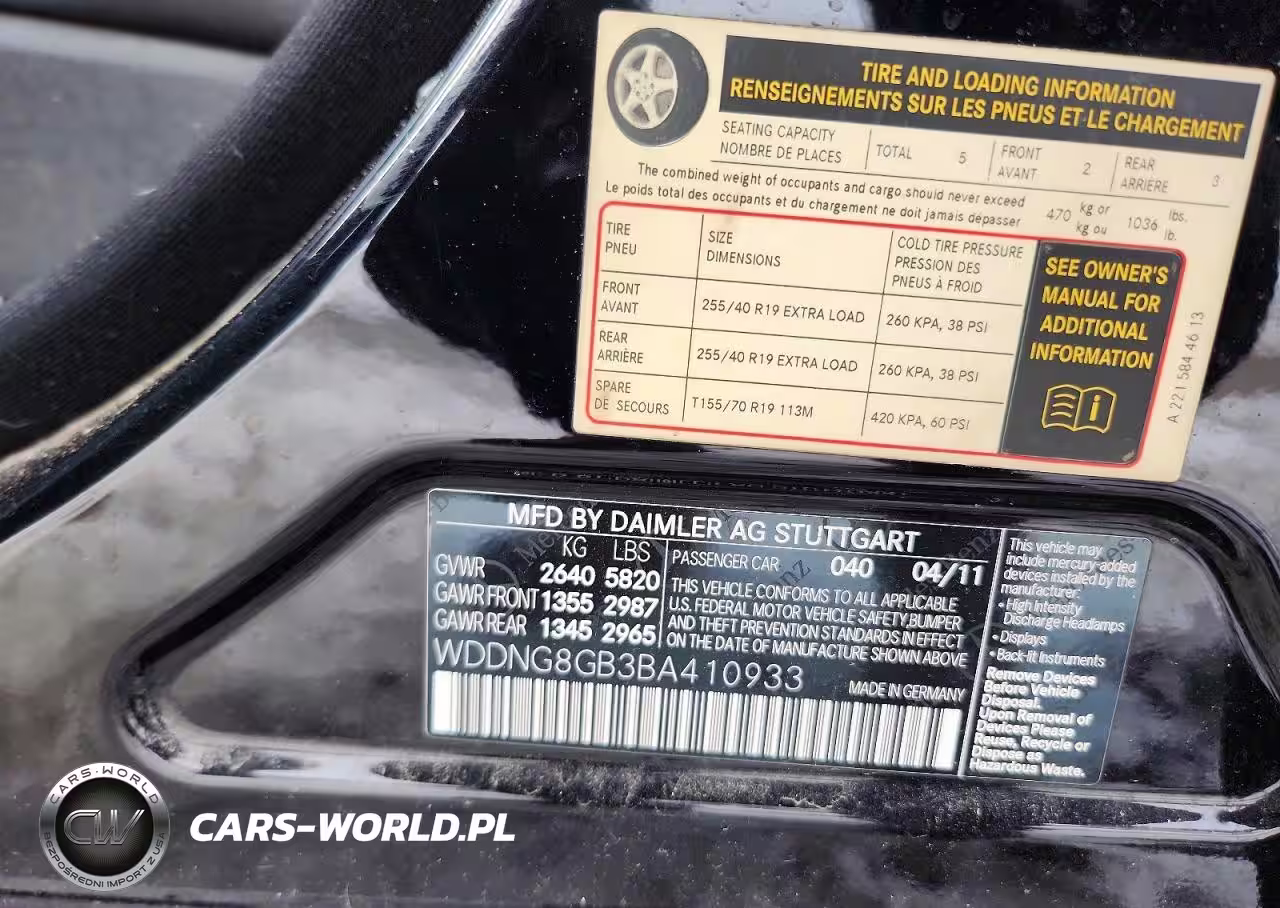 TIRE AND LOADING INFORMATION
RENSEIGNEMENTS SUR LES PNEUS ET LE CHARGEMENT
SEATING CAPACITY
NOMBRE DE PLACES
TOTAL 5
FRONT
AVANT
2
REAR
ARRIÈRE
3
The combined weight of occupants and cargo should never exceed
Le poids total des occupants et du chargement ne doit jamais dépasser
470 kg or
kg ou
1036 lbs.
lb.
TIRE
PNEU
SIZE
DIMENSIONS
COLD TIRE PRESSURE
PRESSION DES
PNEUS À FROID
FRONT
AVANT
255/40 R19 EXTRA LOAD
260 KPA, 38 PSI
REAR
ARRIÈRE
255/40 R19 EXTRA LOAD
260 KPA, 38 PSI
SPARE
DE SECOURS
T155/70 R19 113M
420 KPA, 60 PSI
SEE OWNER'S
MANUAL FOR
ADDITIONAL
INFORMATION
A 221 584 46 13
MFD BY DAIMLER AG STUTTGART
KG LBS
GVWR 2640 5820
GAWR FRONT 1355 2987
GAWR REAR 1345 2965
PASSENGER CAR 040 04/11
THIS VEHICLE CONFORMS TO ALL APPLICABLE
U.S. FEDERAL MOTOR VEHICLE SAFETY,BUMPER
AND THEFT PREVENTION STANDARDS IN EFFECT
ON THE DATE OF MANUFACTURE SHOWN ABOVE
WDDNG8GB3BA410933
MADE IN GERMANY
This vehicle may
include mercury-added
devices installed by the
manufacturer:
• High Intensity
Discharge Headlamps
• Displays
• Back-lit Instruments
Remove Devices
Before Vehicle
Disposal.
Upon Removal of
Devices Please
Reuse, Recycle or
Dispose as
Hazardous Waste.
CARS-WORLD
CW
BEZPOŚREDNI IMPORT Z USA
CARS-WORLD.PL